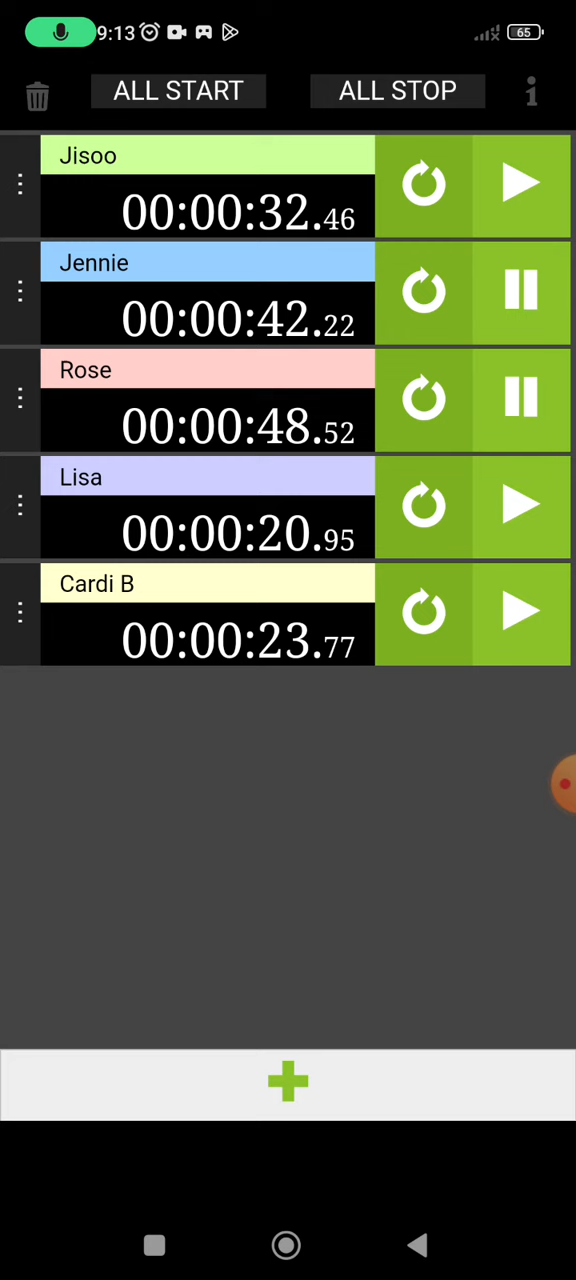 9:13 65
ALL START ALL STOP
Jisoo
00:00:32.46
Jennie
00:00:42.22
Rose
00:00:48.52
Lisa
00:00:20.95
Cardi B
00:00:23.77